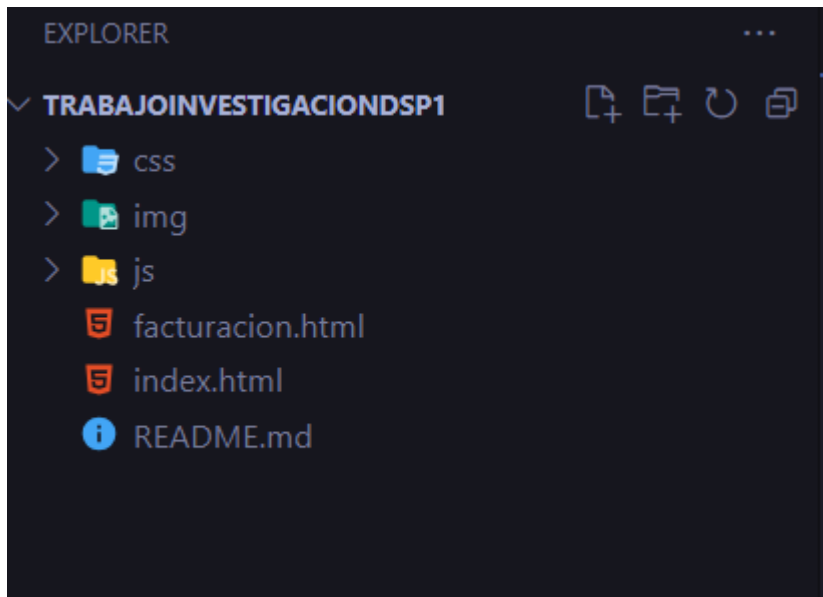 EXPLORER
TRABAJOINVESTIGACIONDSP1
css
img
js
facturacion.html
index.html
README.md